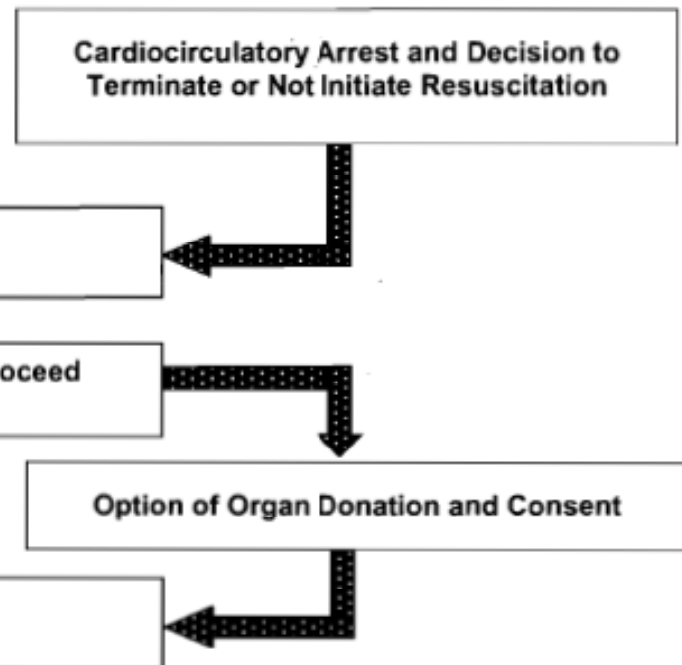 Cardiocirculatory Arrest and Decision to
Terminate or Not Initiate Resuscitation
oceed
Option of Organ Donation and Consent